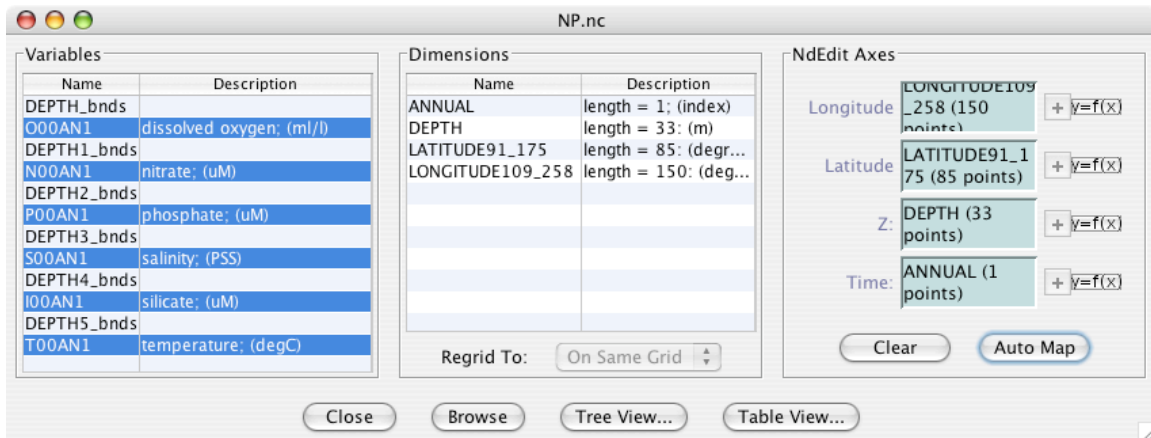 NP.nc
Variables
Name Description
DEPTH_bnds
O00AN1 dissolved oxygen; (ml/l)
DEPTH1_bnds
N00AN1 nitrate; (uM)
DEPTH2_bnds
P00AN1 phosphate; (uM)
DEPTH3_bnds
S00AN1 salinity; (PSS)
DEPTH4_bnds
I00AN1 silicate; (uM)
DEPTH5_bnds
T00AN1 temperature; (degC)
Dimensions
Name Description
ANNUAL length = 1; (index)
DEPTH length = 33: (m)
LATITUDE91_175 length = 85: (degr...
LONGITUDE109_258 length = 150: (deg...
Regrid To: On Same Grid
NdEdit Axes
Longitude
LONGITUDE109
_258 (150
points)
+ y=f(x)
Latitude
LATITUDE91_1
75 (85 points)
+ y=f(x)
Z:
DEPTH (33
points)
+ y=f(x)
Time:
ANNUAL (1
points)
+ y=f(x)
Clear Auto Map
Close Browse Tree View... Table View...